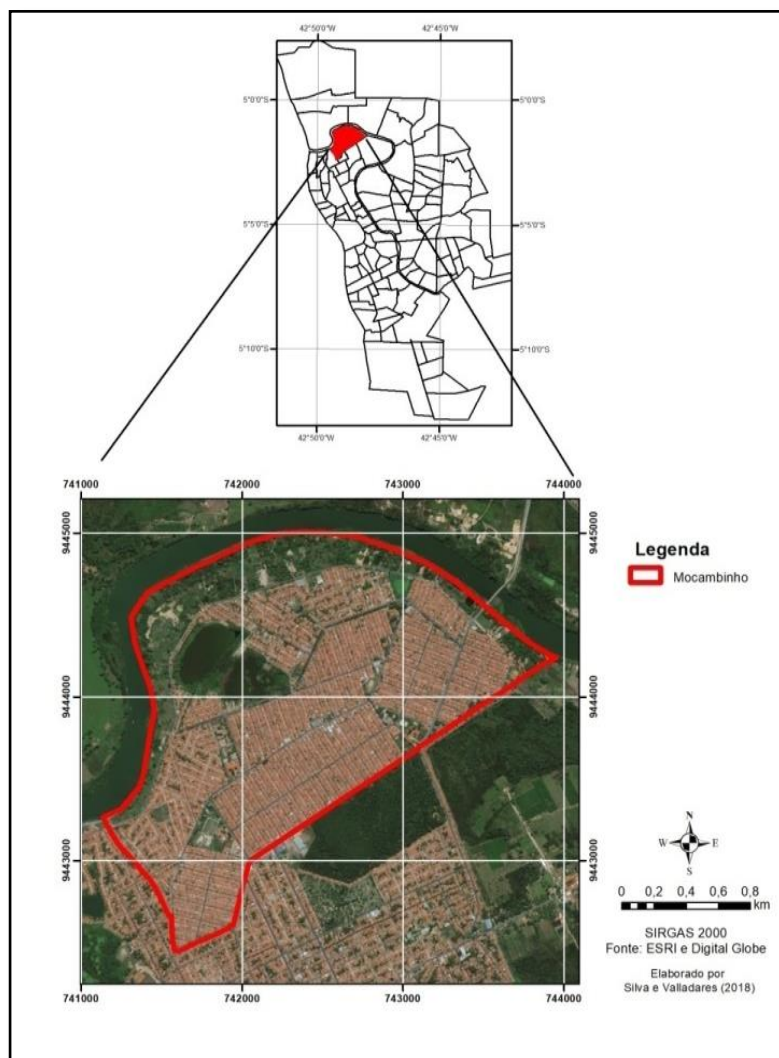 42°50'0"W 42°45'0"W
5°0'0"S 5°0'0"S
5°5'0"S 5°5'0"S
5°10'0"S 5°10'0"S
42°50'0"W 42°45'0"W
741000 742000 743000 744000
9445000 9445000
9444000 9444000
9443000 9443000
741000 742000 743000 744000
Legenda
Mocambinho
N
W E
S
0 0,2 0,4 0,6 0,8
km
SIRGAS 2000
Fonte: ESRI e Digital Globe
Elaborado por
Silva e Valladares (2018)